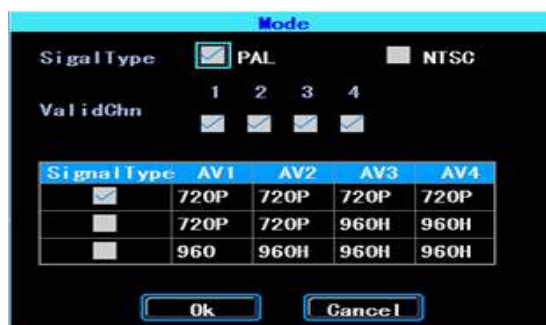 Mode
SigalType PAL NTSC
1 2 3 4
ValidChn
SignalType AV1 AV2 AV3 AV4
720P 720P 720P 720P
720P 720P 960H 960H
960 960H 960H 960H
Ok Cancel